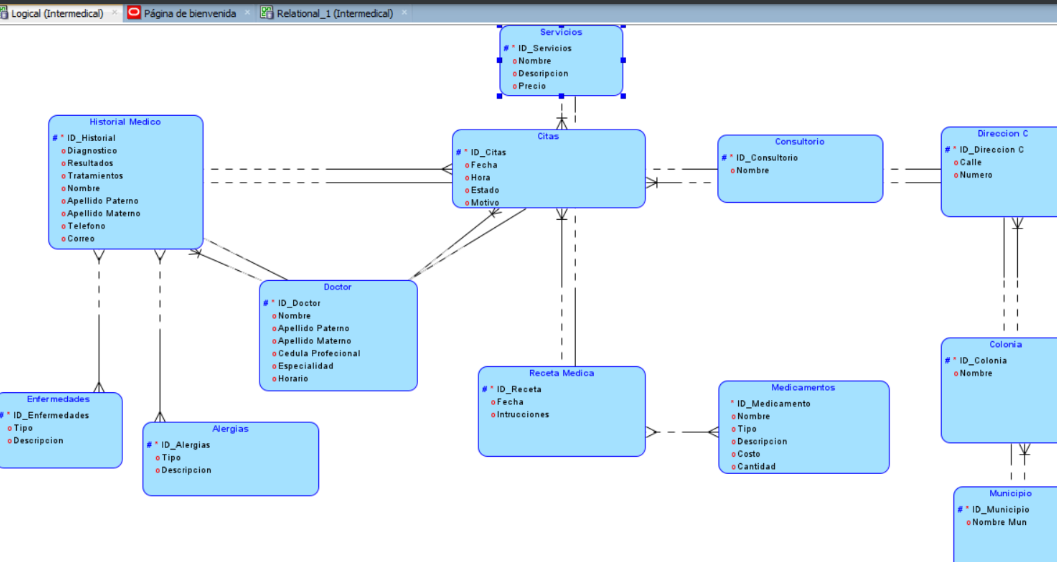 Logical (Intermedical)
Página de bienvenida
Relational_1 (Intermedical)
Servicios
# * ID_Servicios
o Nombre
o Descripcion
o Precio
Historial Medico
# * ID_Historial
o Diagnostico
o Resultados
o Tratamientos
o Nombre
o Apellido Paterno
o Apellido Materno
o Telefono
o Correo
Citas
# * ID_Citas
o Fecha
o Hora
o Estado
o Motivo
Consultorio
# * ID_Consultorio
o Nombre
Direccion C
# * ID_Direccion C
o Calle
o Numero
Doctor
# * ID_Doctor
o Nombre
o Apellido Paterno
o Apellido Materno
o Cedula Profecional
o Especialidad
o Horario
Colonia
# * ID_Colonia
o Nombre
Enfermedades
# * ID_Enfermedades
o Tipo
o Descripcion
Alergias
# * ID_Alergias
o Tipo
o Descripcion
Receta Medica
# * ID_Receta
o Fecha
o Intrucciones
Medicamentos
* ID_Medicamento
o Nombre
o Tipo
o Descripcion
o Costo
o Cantidad
Municipio
# * ID_Municipio
o Nombre Mun